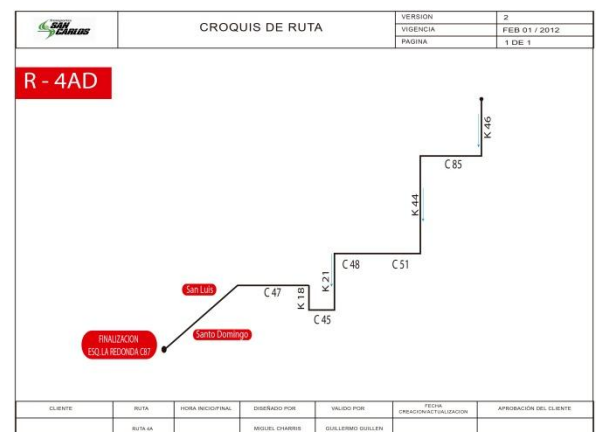 SAN
CARLOS
CROQUIS DE RUTA
VERSION
2
VIGENCIA
FEB 01 / 2012
PAGINA
1 DE 1
R - 4AD
K 46
C 85
K 44
C 48
C 51
K 21
San Luis
C 47
K 18
C 45
Santo Domingo
FINALIZACION
ESQ. LA REDONDA CB7
CLIENTE
RUTA
HORA INICIO/FINAL
DISEÑADO POR
VALIDO POR
FECHA
CREACION/ACTUALIZACION
APROBACIÓN DEL CLIENTE
RUTA 4A
MIGUEL CHARRIS
GUILLERMO GUILLEN